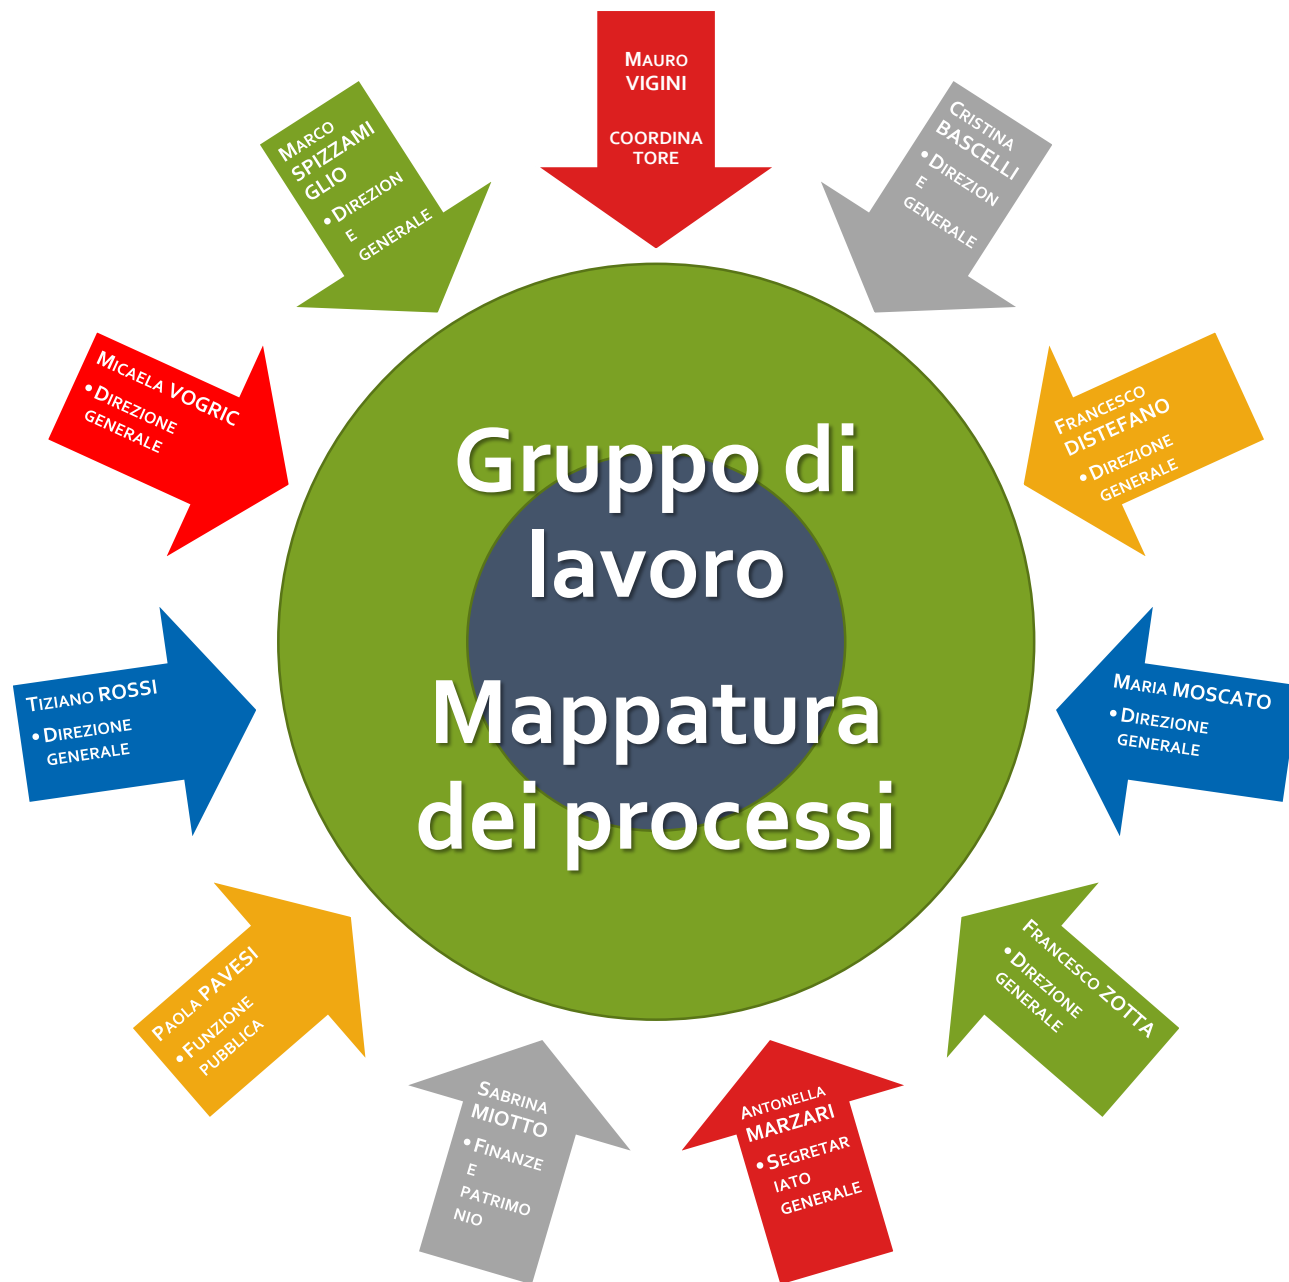 Mauro
VIGINI
COORDINA
TORE
Cristina
BASCELLI
• Direzion
e
generale
Francesco
DISTEFANO
• Direzione
generale
Maria MOSCATO
• Direzione
generale
Francesco ZOTTA
• Direzione
generale
Antonella
MARZARI
• Segretar
iato
generale
Sabrina
MIOTTO
• Finanze
e
patrimo
nio
Paola PAVESI
• Funzione
pubblica
Tiziano ROSSI
• Direzione
generale
Micaela VOGRIC
• Direzione
generale
Marco
SPIZZAMI
GLIO
• Direzion
e
generale
Gruppo di
lavoro
Mappatura
dei processi